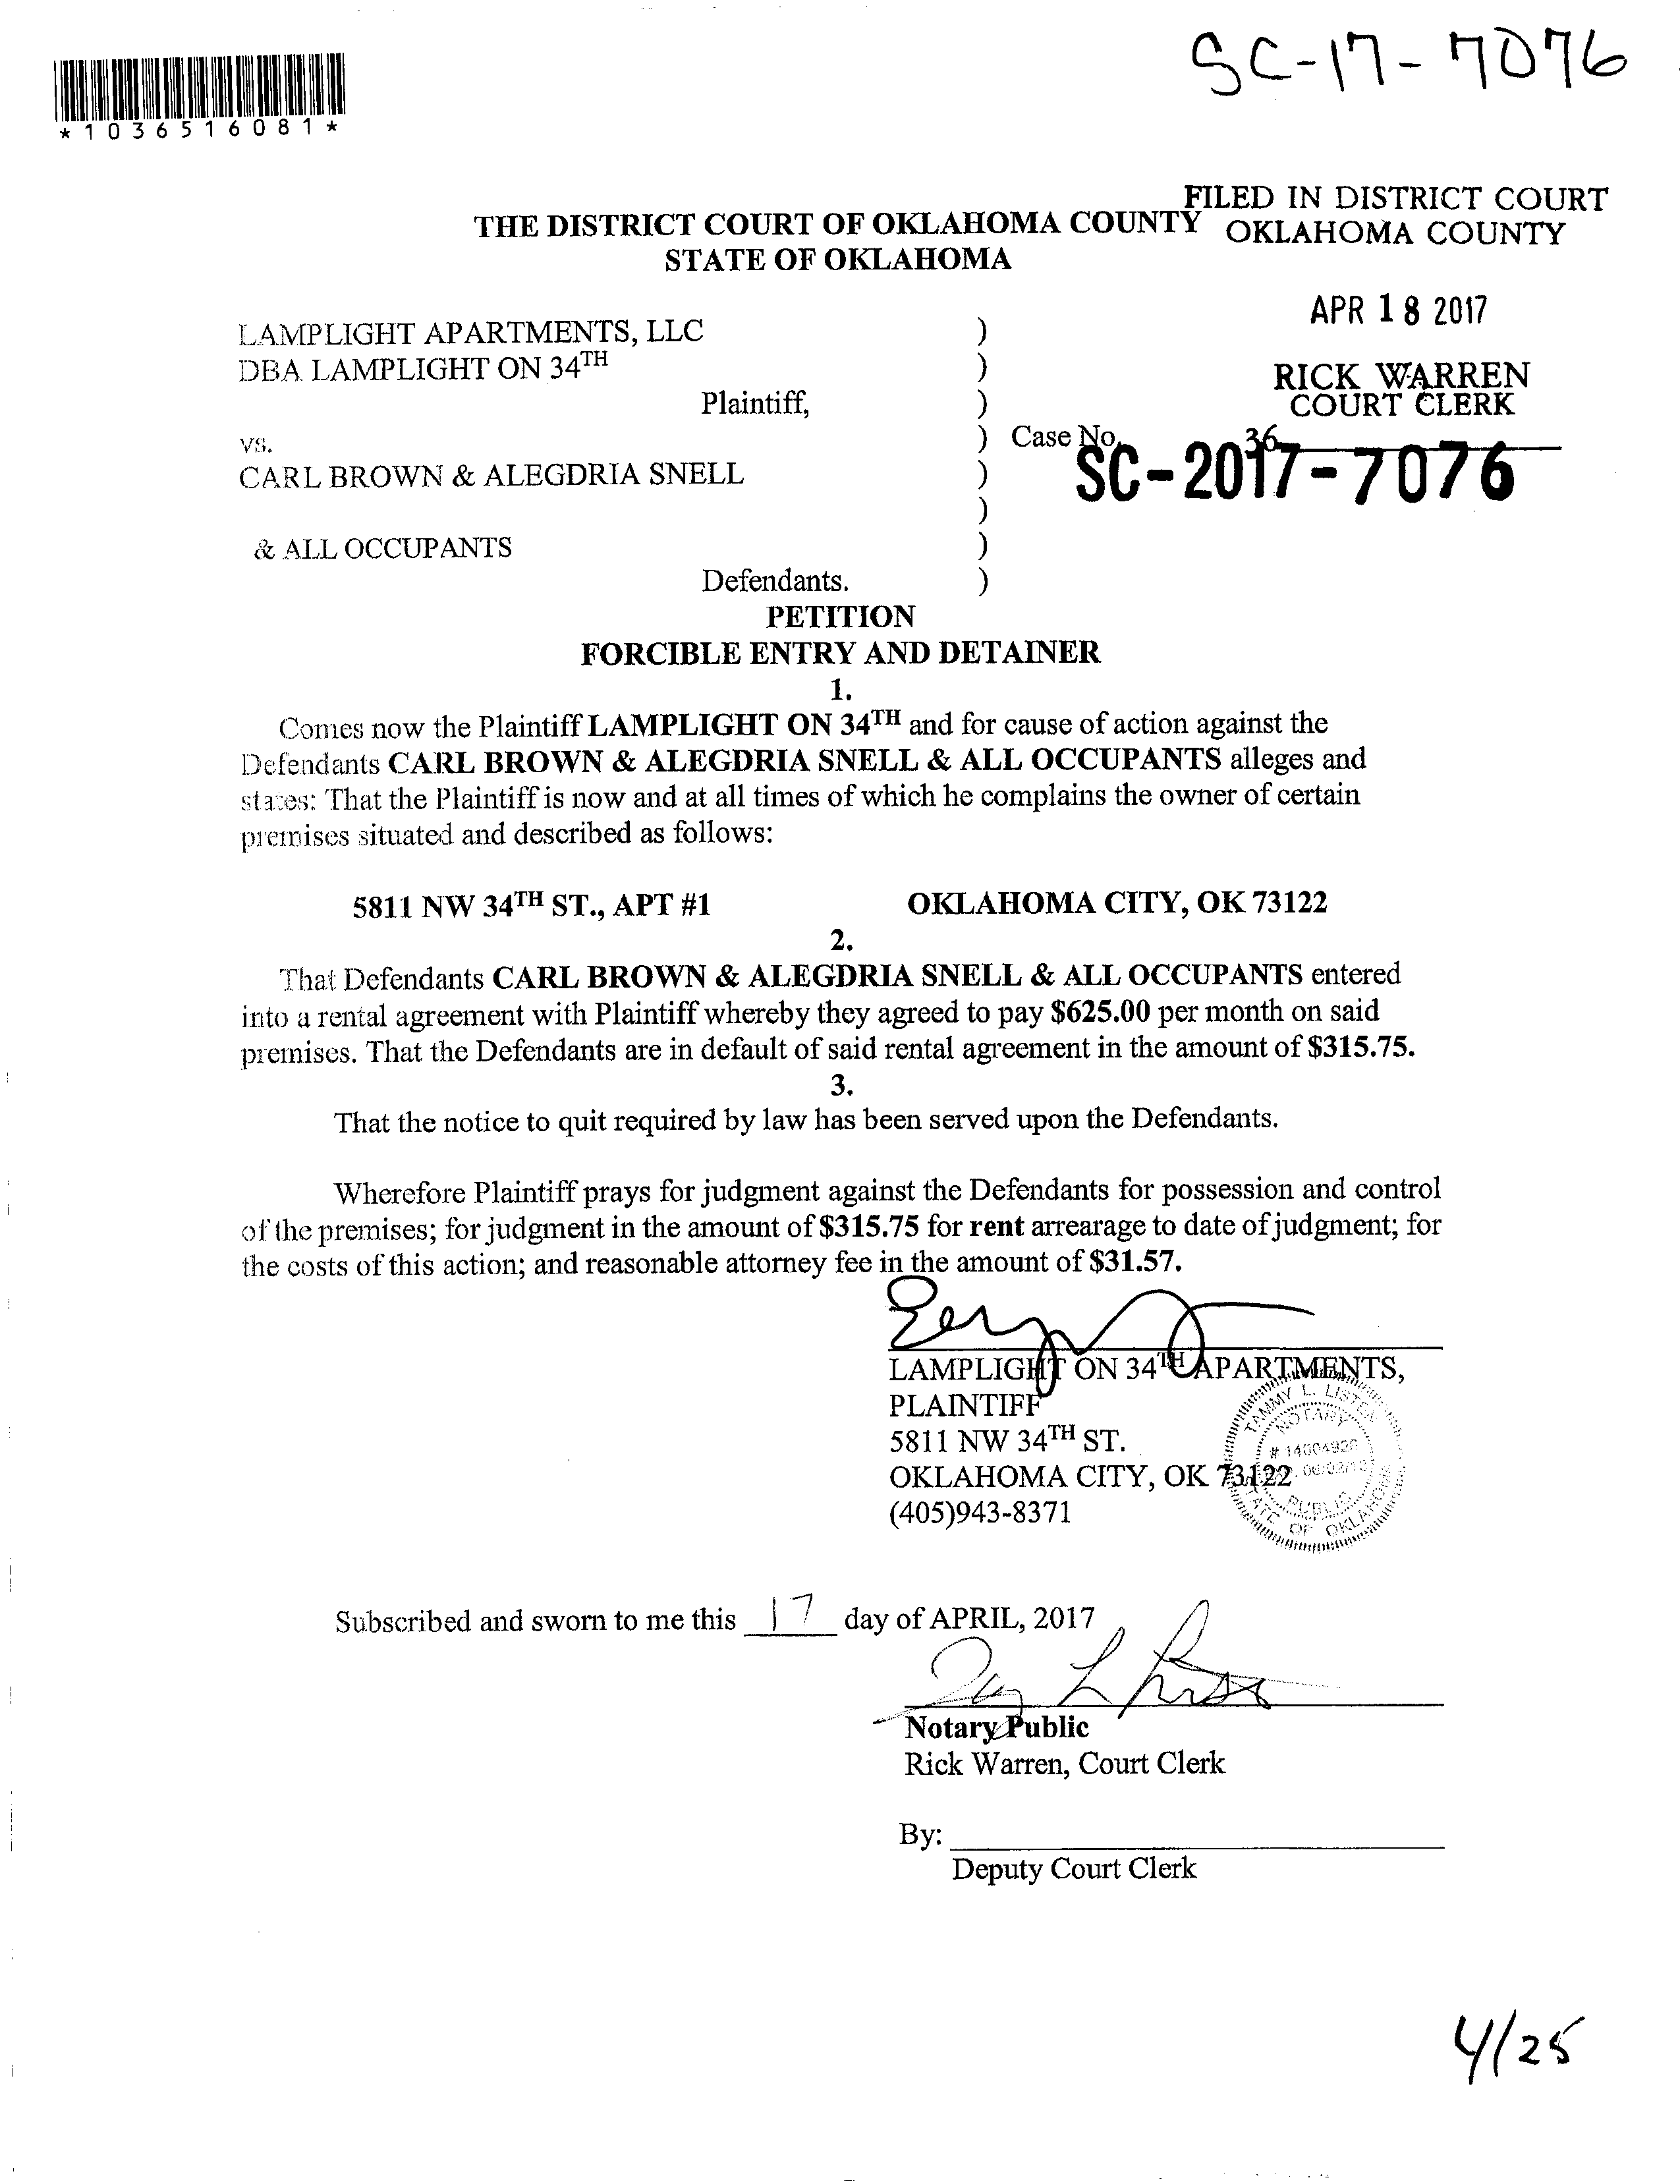 SC-17-7076
*1036516081*
FILED IN DISTRICT COURT
OKLAHOMA COUNTY
THE DISTRICT COURT OF OKLAHOMA COUNTY
STATE OF OKLAHOMA
APR 18 2017
RICK WARREN
COURT CLERK
LAMPLIGHT APARTMENTS, LLC )
DBA LAMPLIGHT ON 34TH )
Plaintiff, )
vs. ) Case No.
36
SC-2017-7076
CARL BROWN & ALEGDRIA SNELL )
)
& ALL OCCUPANTS )
Defendants. )
PETITION
FORCIBLE ENTRY AND DETAINER
1.
Comes now the Plaintiff LAMPLIGHT ON 34TH and for cause of action against the
Defendants CARL BROWN & ALEGDRIA SNELL & ALL OCCUPANTS alleges and
states: That the Plaintiff is now and at all times of which he complains the owner of certain
premises situated and described as follows:
5811 NW 34TH ST., APT #1 OKLAHOMA CITY, OK 73122
2.
That Defendants CARL BROWN & ALEGDRIA SNELL & ALL OCCUPANTS entered
into a rental agreement with Plaintiff whereby they agreed to pay $625.00 per month on said
premises. That the Defendants are in default of said rental agreement in the amount of $315.75.
3.
That the notice to quit required by law has been served upon the Defendants.
Wherefore Plaintiff prays for judgment against the Defendants for possession and control
of the premises; for judgment in the amount of $315.75 for rent arrearage to date of judgment; for
the costs of this action; and reasonable attorney fee in the amount of $31.57.
LAMPLIGHT ON 34TH APARTMENTS,
PLAINTIFF
5811 NW 34TH ST.
OKLAHOMA CITY, OK 73122
(405)943-8371
TAMMY L.
NOTARY
PUBLIC
STATE OF OKLAHOMA
Subscribed and sworn to me this 17 day of APRIL, 2017
Notary Public
Rick Warren, Court Clerk
By:
Deputy Court Clerk
4/25